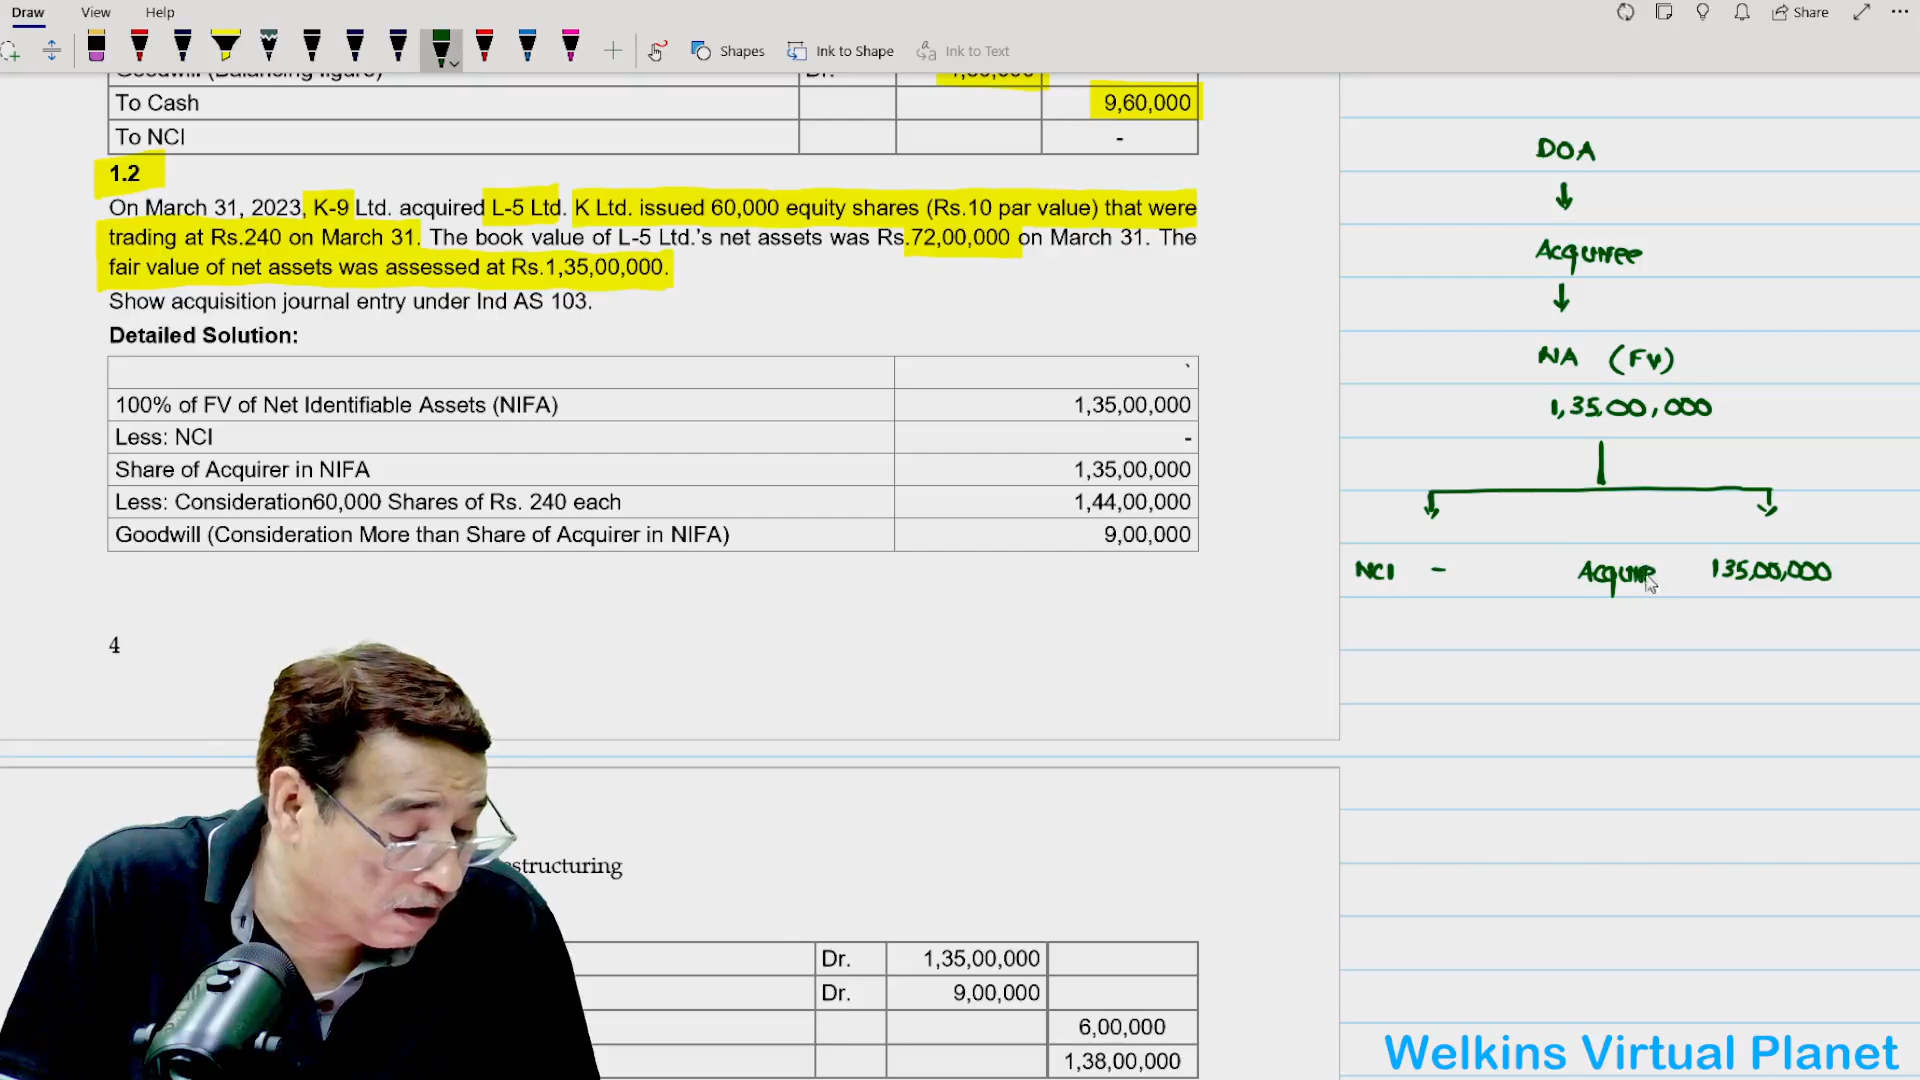 Draw View Help
Share
Shapes Ink to Shape Ink to Text
Goodwill (Balancing figure) Dr.
To Cash 9,60,000
To NCI -
1.2
On March 31, 2023, K-9 Ltd. acquired L-5 Ltd. K Ltd. issued 60,000 equity shares (Rs.10 par value) that were
trading at Rs.240 on March 31. The book value of L-5 Ltd.'s net assets was Rs.72,00,000 on March 31. The
fair value of net assets was assessed at Rs.1,35,00,000.
Show acquisition journal entry under Ind AS 103.
Detailed Solution:
`
100% of FV of Net Identifiable Assets (NIFA) 1,35,00,000
Less: NCI -
Share of Acquirer in NIFA 1,35,00,000
Less: Consideration60,000 Shares of Rs. 240 each 1,44,00,000
Goodwill (Consideration More than Share of Acquirer in NIFA) 9,00,000
4
estructuring
Dr. 1,35,00,000
Dr. 9,00,000
6,00,000
1,38,00,000
DOA
Acquiree
NA (FV)
1,35,00,000
NCI - 135,00,000
Welkins Virtual Planet